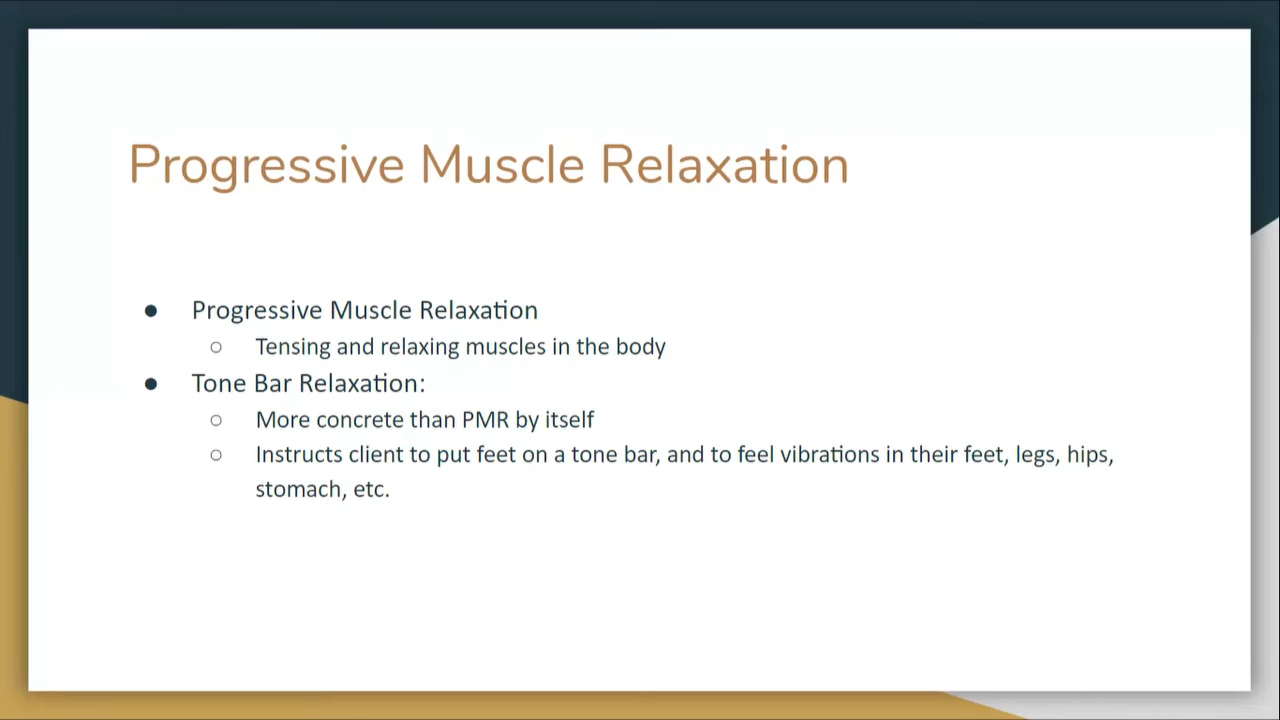 Progressive Muscle Relaxation
● Progressive Muscle Relaxation
○ Tensing and relaxing muscles in the body
● Tone Bar Relaxation:
○ More concrete than PMR by itself
○ Instructs client to put feet on a tone bar, and to feel vibrations in their feet, legs, hips,
stomach, etc.